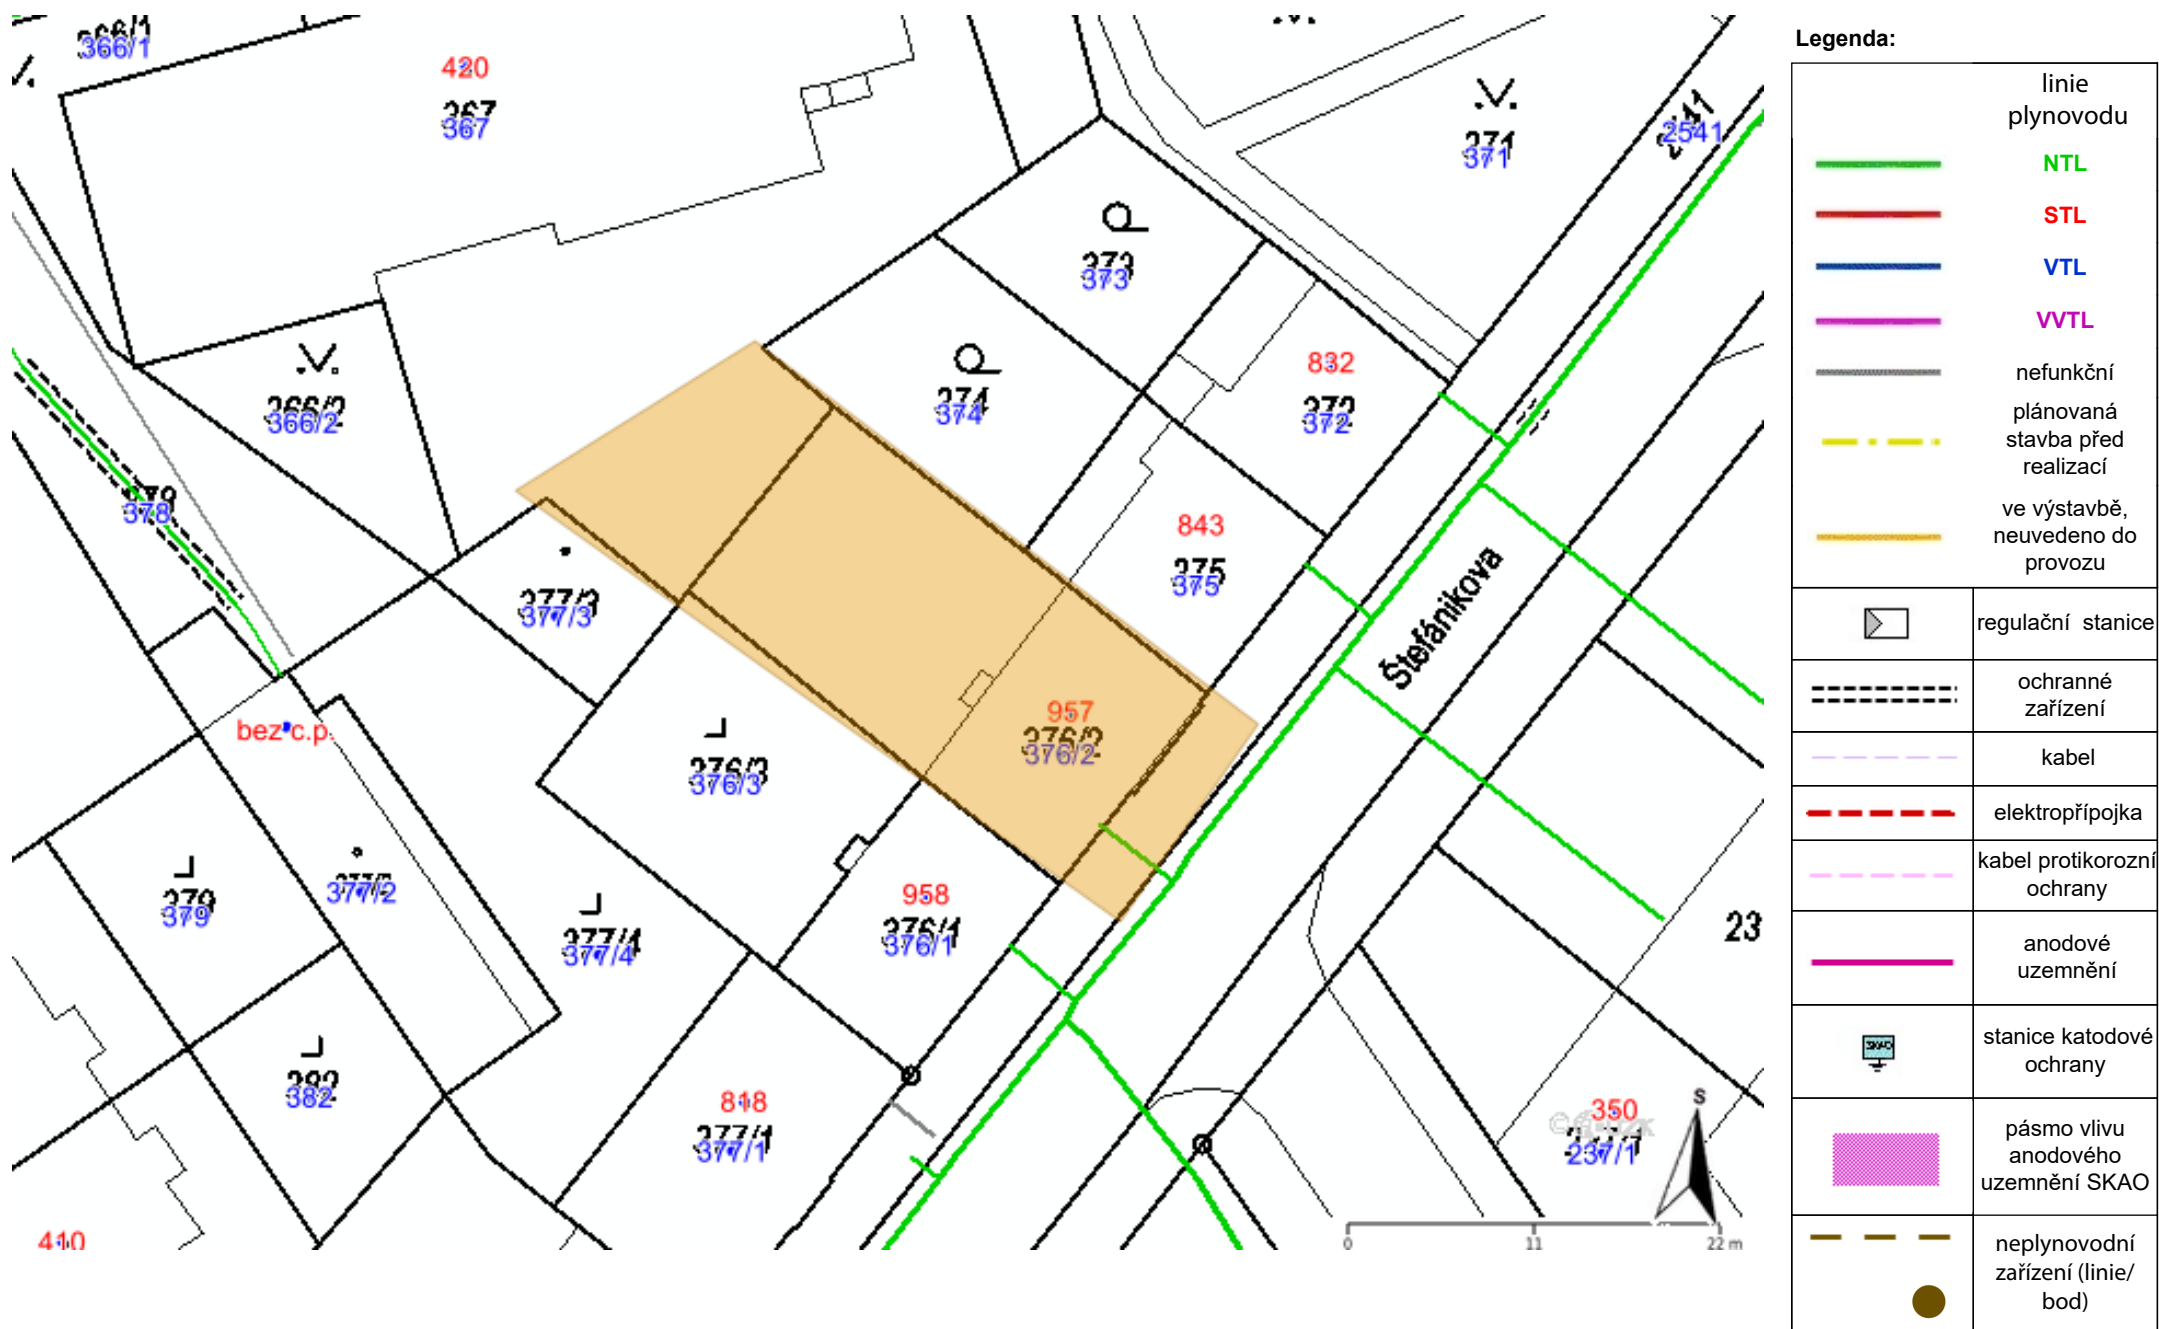 366/1
420
367
367
371
371
2541
373
373
374
374
832
372
372
366/2
366/2
378
843
375
375
377/3
377/3
Štefánikova
957
376/2
376/2
bez c.p.
376/3
376/3
379
379
377/2
958
376/1
376/1
377/4
377/4
23
382
382
818
377/1
377/1
350
237/1
410
S
0
11
22 m
Legenda:
linie
plynovodu
NTL
STL
VTL
VVTL
nefunkční
plánovaná
stavba před
realizací
ve výstavbě,
neuvedeno do
provozu
regulační stanice
ochranné
zařízení
kabel
elektropřípojka
kabel protikorozní
ochrany
anodové
uzemnění
SKAO
stanice katodové
ochrany
pásmo vlivu
anodového
uzemnění SKAO
neplynovodní
zařízení (linie/
bod)